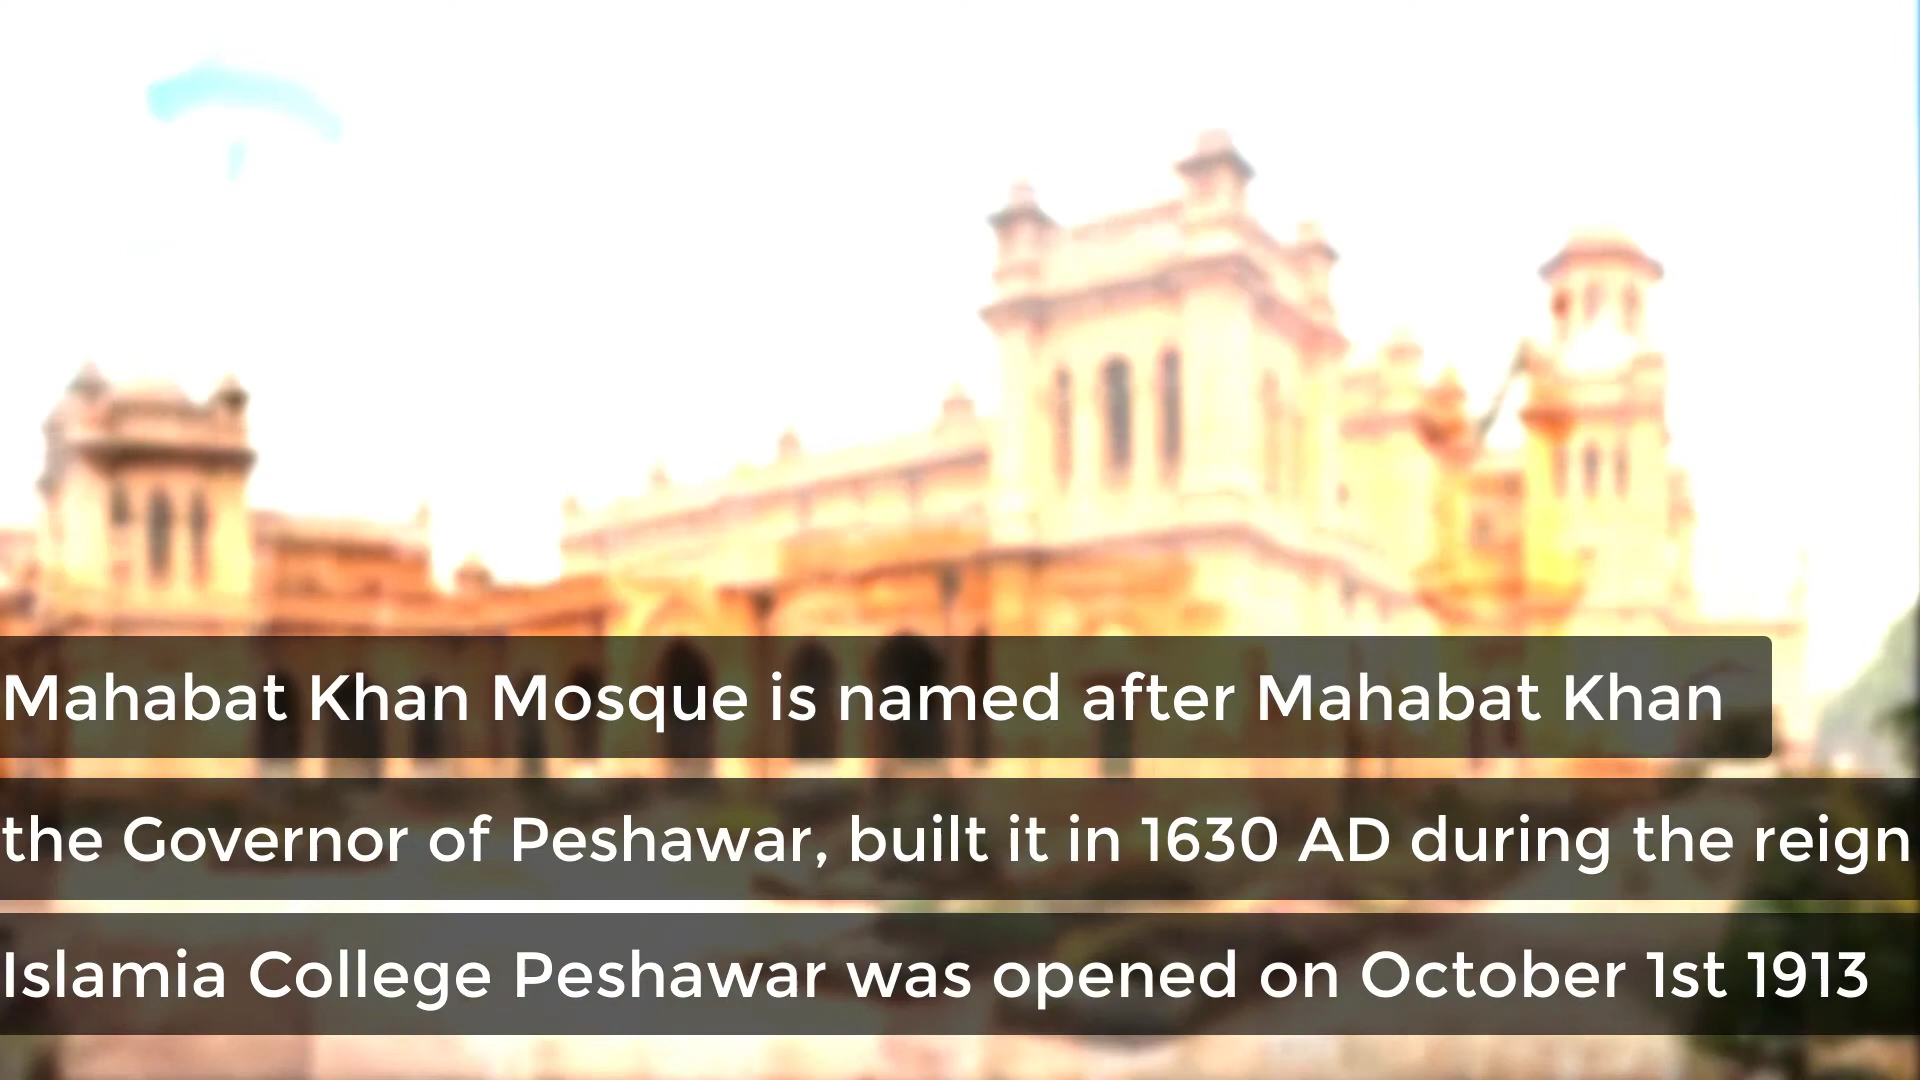 Mahabat Khan Mosque is named after Mahabat Khan
the Governor of Peshawar, built it in 1630 AD during the reign
Islamia College Peshawar was opened on October 1st 1913